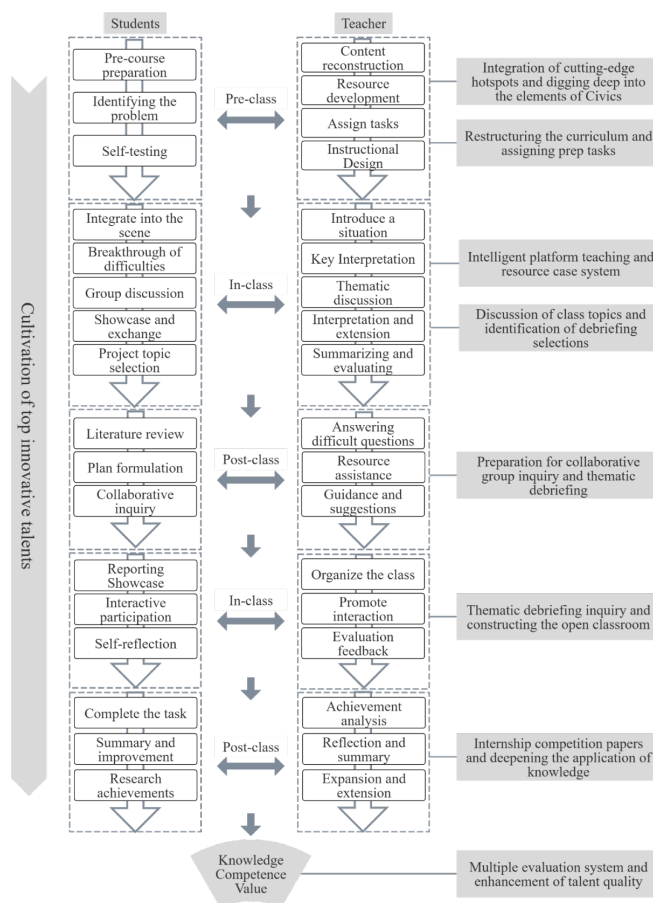 Students
Teacher
Cultivation of top innovative talents
Pre-course
preparation
Identifying the
problem
Self-testing
Pre-class
Content
reconstruction
Resource
development
Assign tasks
Instructional
Design
Integration of cutting-edge
hotspots and digging deep into
the elements of Civics
Restructuring the curriculum and
assigning prep tasks
Integrate into the
scene
Breakthrough of
difficulties
Group discussion
Showcase and
exchange
Project topic
selection
In-class
Introduce a
situation
Key Interpretation
Thematic
discussion
Interpretation and
extension
Summarizing and
evaluating
Intelligent platform teaching and
resource case system
Discussion of class topics and
identification of debriefing
selections
Literature review
Plan formulation
Collaborative
inquiry
Post-class
Answering
difficult questions
Resource
assistance
Guidance and
suggestions
Preparation for collaborative
group inquiry and thematic
debriefing
Reporting
Showcase
Interactive
participation
Self-reflection
In-class
Organize the class
Promote
interaction
Evaluation
feedback
Thematic debriefing inquiry and
constructing the open classroom
Complete the task
Summary and
improvement
Research
achievements
Post-class
Achievement
analysis
Reflection and
summary
Expansion and
extension
Internship competition papers
and deepening the application of
knowledge
Knowledge
Competence
Value
Multiple evaluation system and
enhancement of talent quality